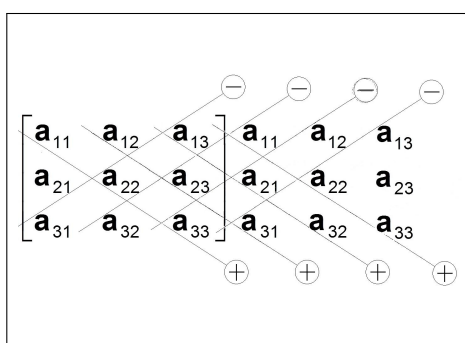 − − − −
[a₁₁ a₁₂ a₁₃] a₁₁ a₁₂ a₁₃
[a₂₁ a₂₂ a₂₃] a₂₁ a₂₂ a₂₃
[a₃₁ a₃₂ a₃₃] a₃₁ a₃₂ a₃₃
+ + + +